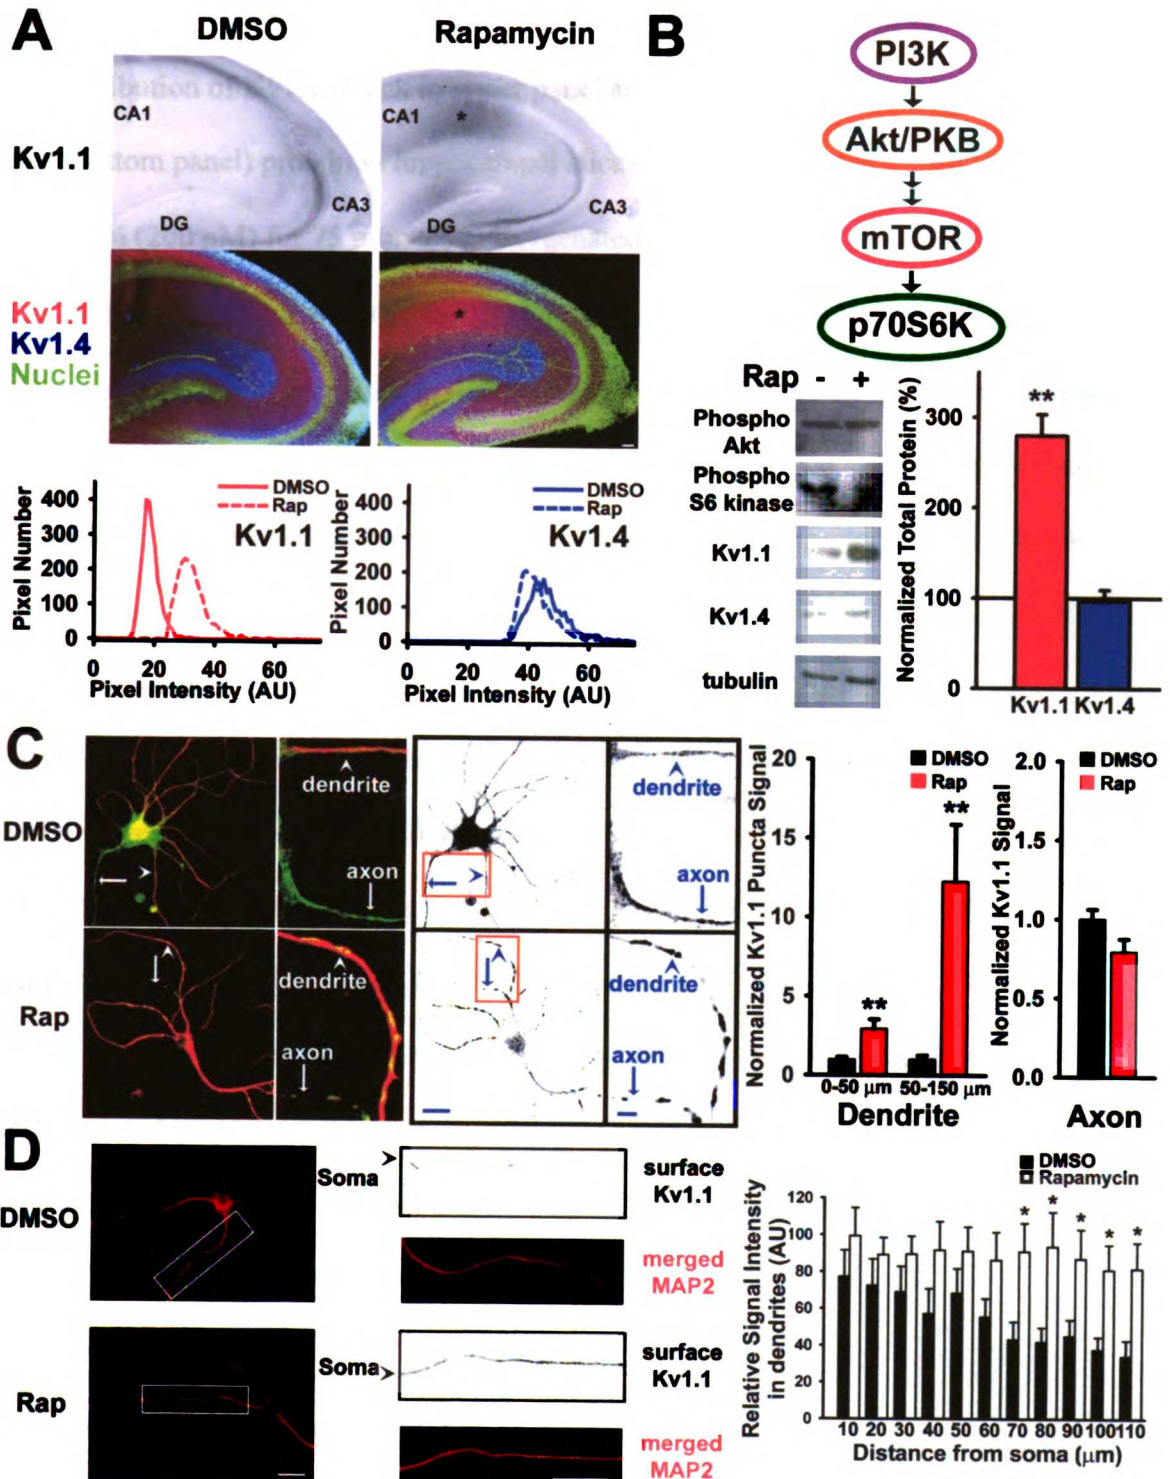 A
DMSO
Rapamycin
Kv1.1
CA1
CA3
DG
CA1
*
CA3
DG
Kv1.1
Kv1.4
Nuclei
*
Pixel Number
400
300
200
100
0
DMSO
Rap
Kv1.1
0 20 40 60
Pixel Intensity (AU)
Pixel Number
400
300
200
100
0
DMSO
Rap
Kv1.4
0 20 40 60
Pixel Intensity (AU)
B
PI3K
Akt/PKB
mTOR
p70S6K
Rap - +
Phospho
Akt
Phospho
S6 kinase
Kv1.1
Kv1.4
tubulin
Normalized Total Protein (%)
300
200
100
0
**
Kv1.1 Kv1.4
C
DMSO
Rap
dendrite
axon
dendrite
axon
dendrite
axon
dendrite
axon
Normalized Kv1.1 Puncta Signal
20
15
10
5
0
DMSO
Rap
**
**
0-50 μm 50-150 μm
Dendrite
Normalized Kv1.1 Signal
2.0
1.5
1.0
0.5
0.0
DMSO
Rap
Axon
D
DMSO
Rap
Soma
surface
Kv1.1
merged
MAP2
Soma
surface
Kv1.1
merged
MAP2
Relative Signal Intensity
in dendrites (AU)
120
100
80
60
40
20
0
DMSO
Rapamycin
* * * * *
10 20 30 40 50 60 70 80 90 100 110
Distance from soma (μm)